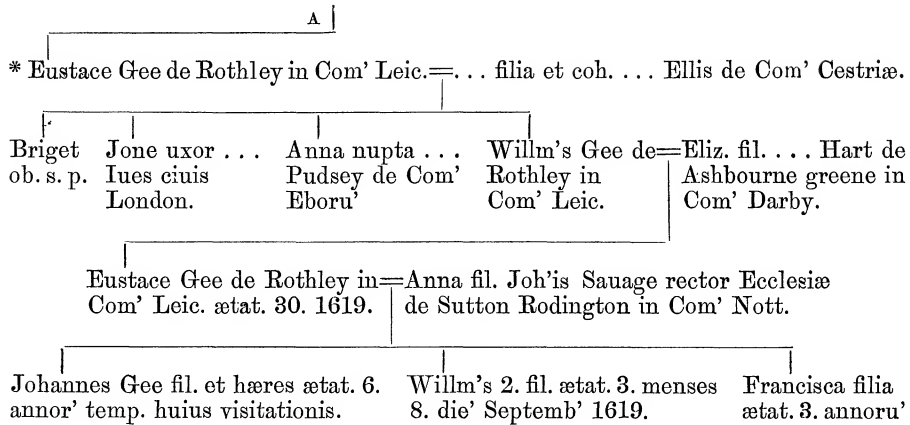 A
* Eustace Gee de Rothley in Com' Leic.=. . . filia et coh. . . . Ellis de Com' Cestriæ.
Briget
ob. s. p.
Jone uxor . . .
Iues ciuis
London.
Anna nupta . . .
Pudsey de Com'
Eboru'
Willm's Gee de=Eliz. fil. . . . Hart de
Rothley in
Com' Leic.
Ashbourne greene in
Com' Darby.
Eustace Gee de Rothley in=Anna fil. Joh'is Sauage rector Ecclesiæ
Com' Leic. ætat. 30. 1619.
de Sutton Rodington in Com' Nott.
Johannes Gee fil. et hæres ætat. 6.
annor' temp. huius visitationis.
Willm's 2. fil. ætat. 3. menses
8. die' Septemb' 1619.
Francisca filia
ætat. 3. annoru'